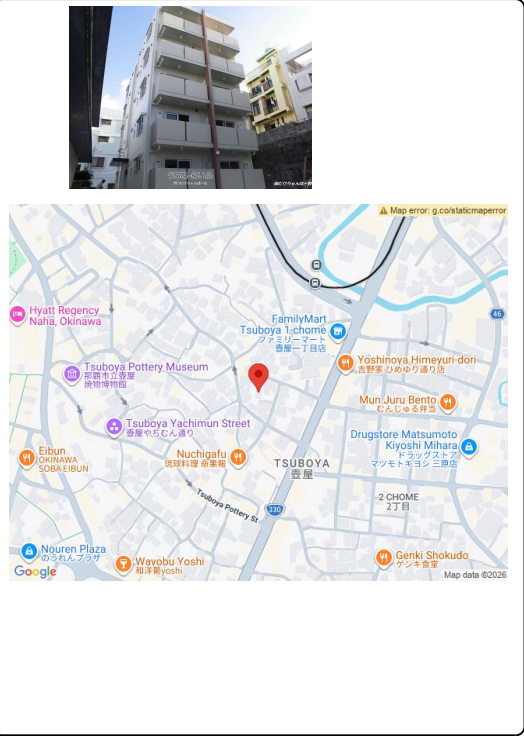 Map error: g.co/staticmaperror
Hyatt Regency
Naha, Okinawa
46
FamilyMart
Tsuboya 1-chome
ファミリーマート
壺屋一丁目店
Tsuboya Pottery Museum
那覇市立壺屋
焼物博物館
Yoshinoya Himeyuri-dori
吉野家 ひめゆり通り店
Mun Juru Bento
むんじゅる弁当
Tsuboya Yachimun Street
壺屋やちむん通り
Drugstore Matsumoto
Kiyoshi Mihara
ドラッグストア
マツモトキヨシ 三原店
Eibun
OKINAWA
SOBA EIBUN
Nuchigafu
琉球料理 命果報
TSUBOYA
壺屋
2 CHOME
2丁目
Tsuboya Pottery St
330
Nouren Plaza
のうれんプラザ
Wayobu Yoshi
和洋葡yoshi
Genki Shokudo
ゲンキ食堂
Google
Map data ©2026